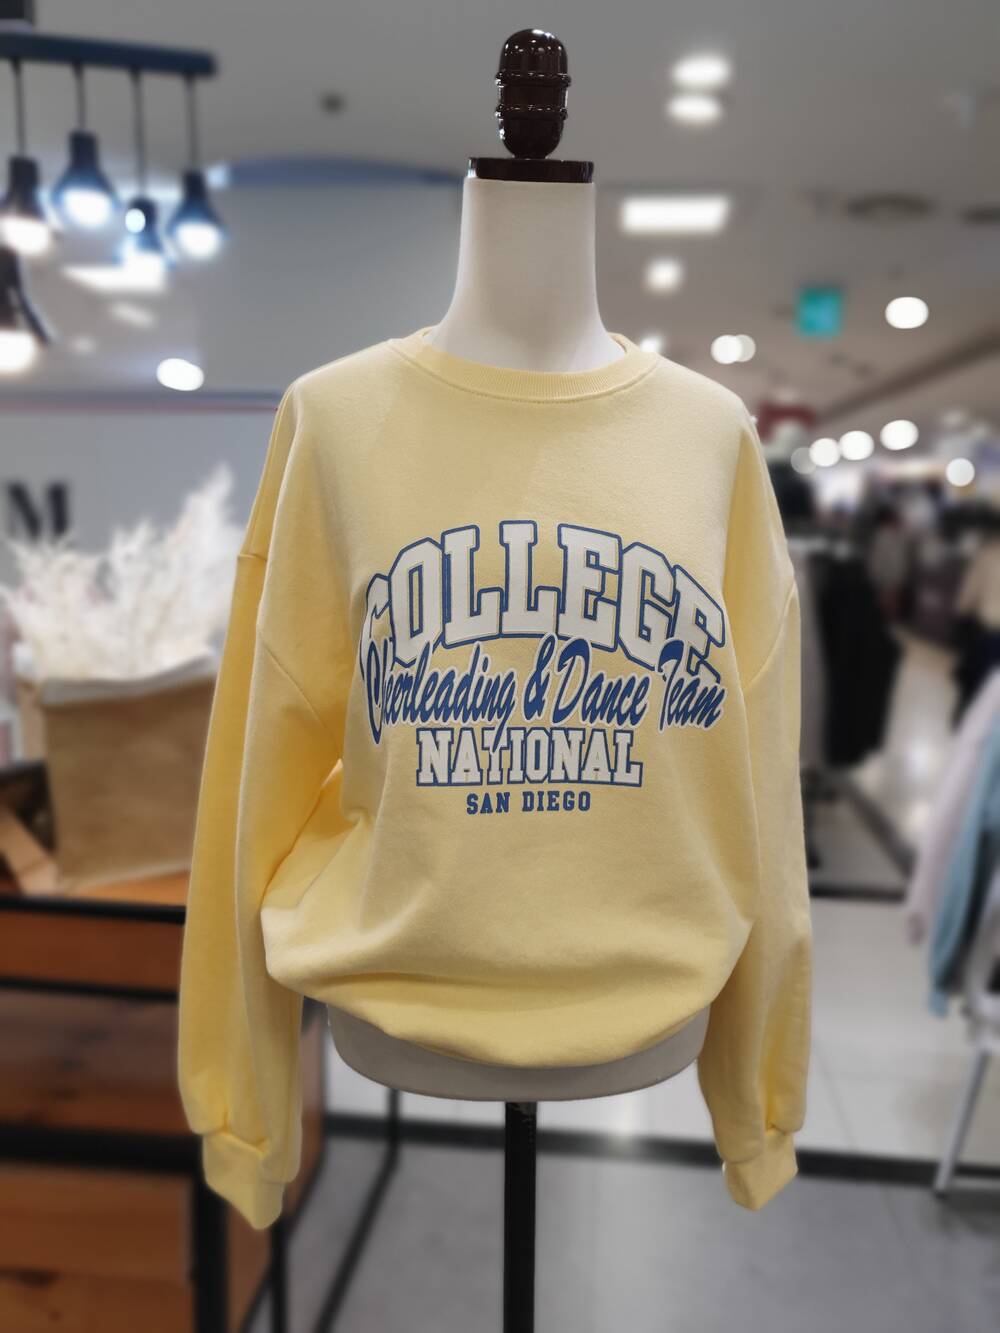 M
COLLEGE
Cheerleading & Dance Team
NATIONAL
SAN DIEGO